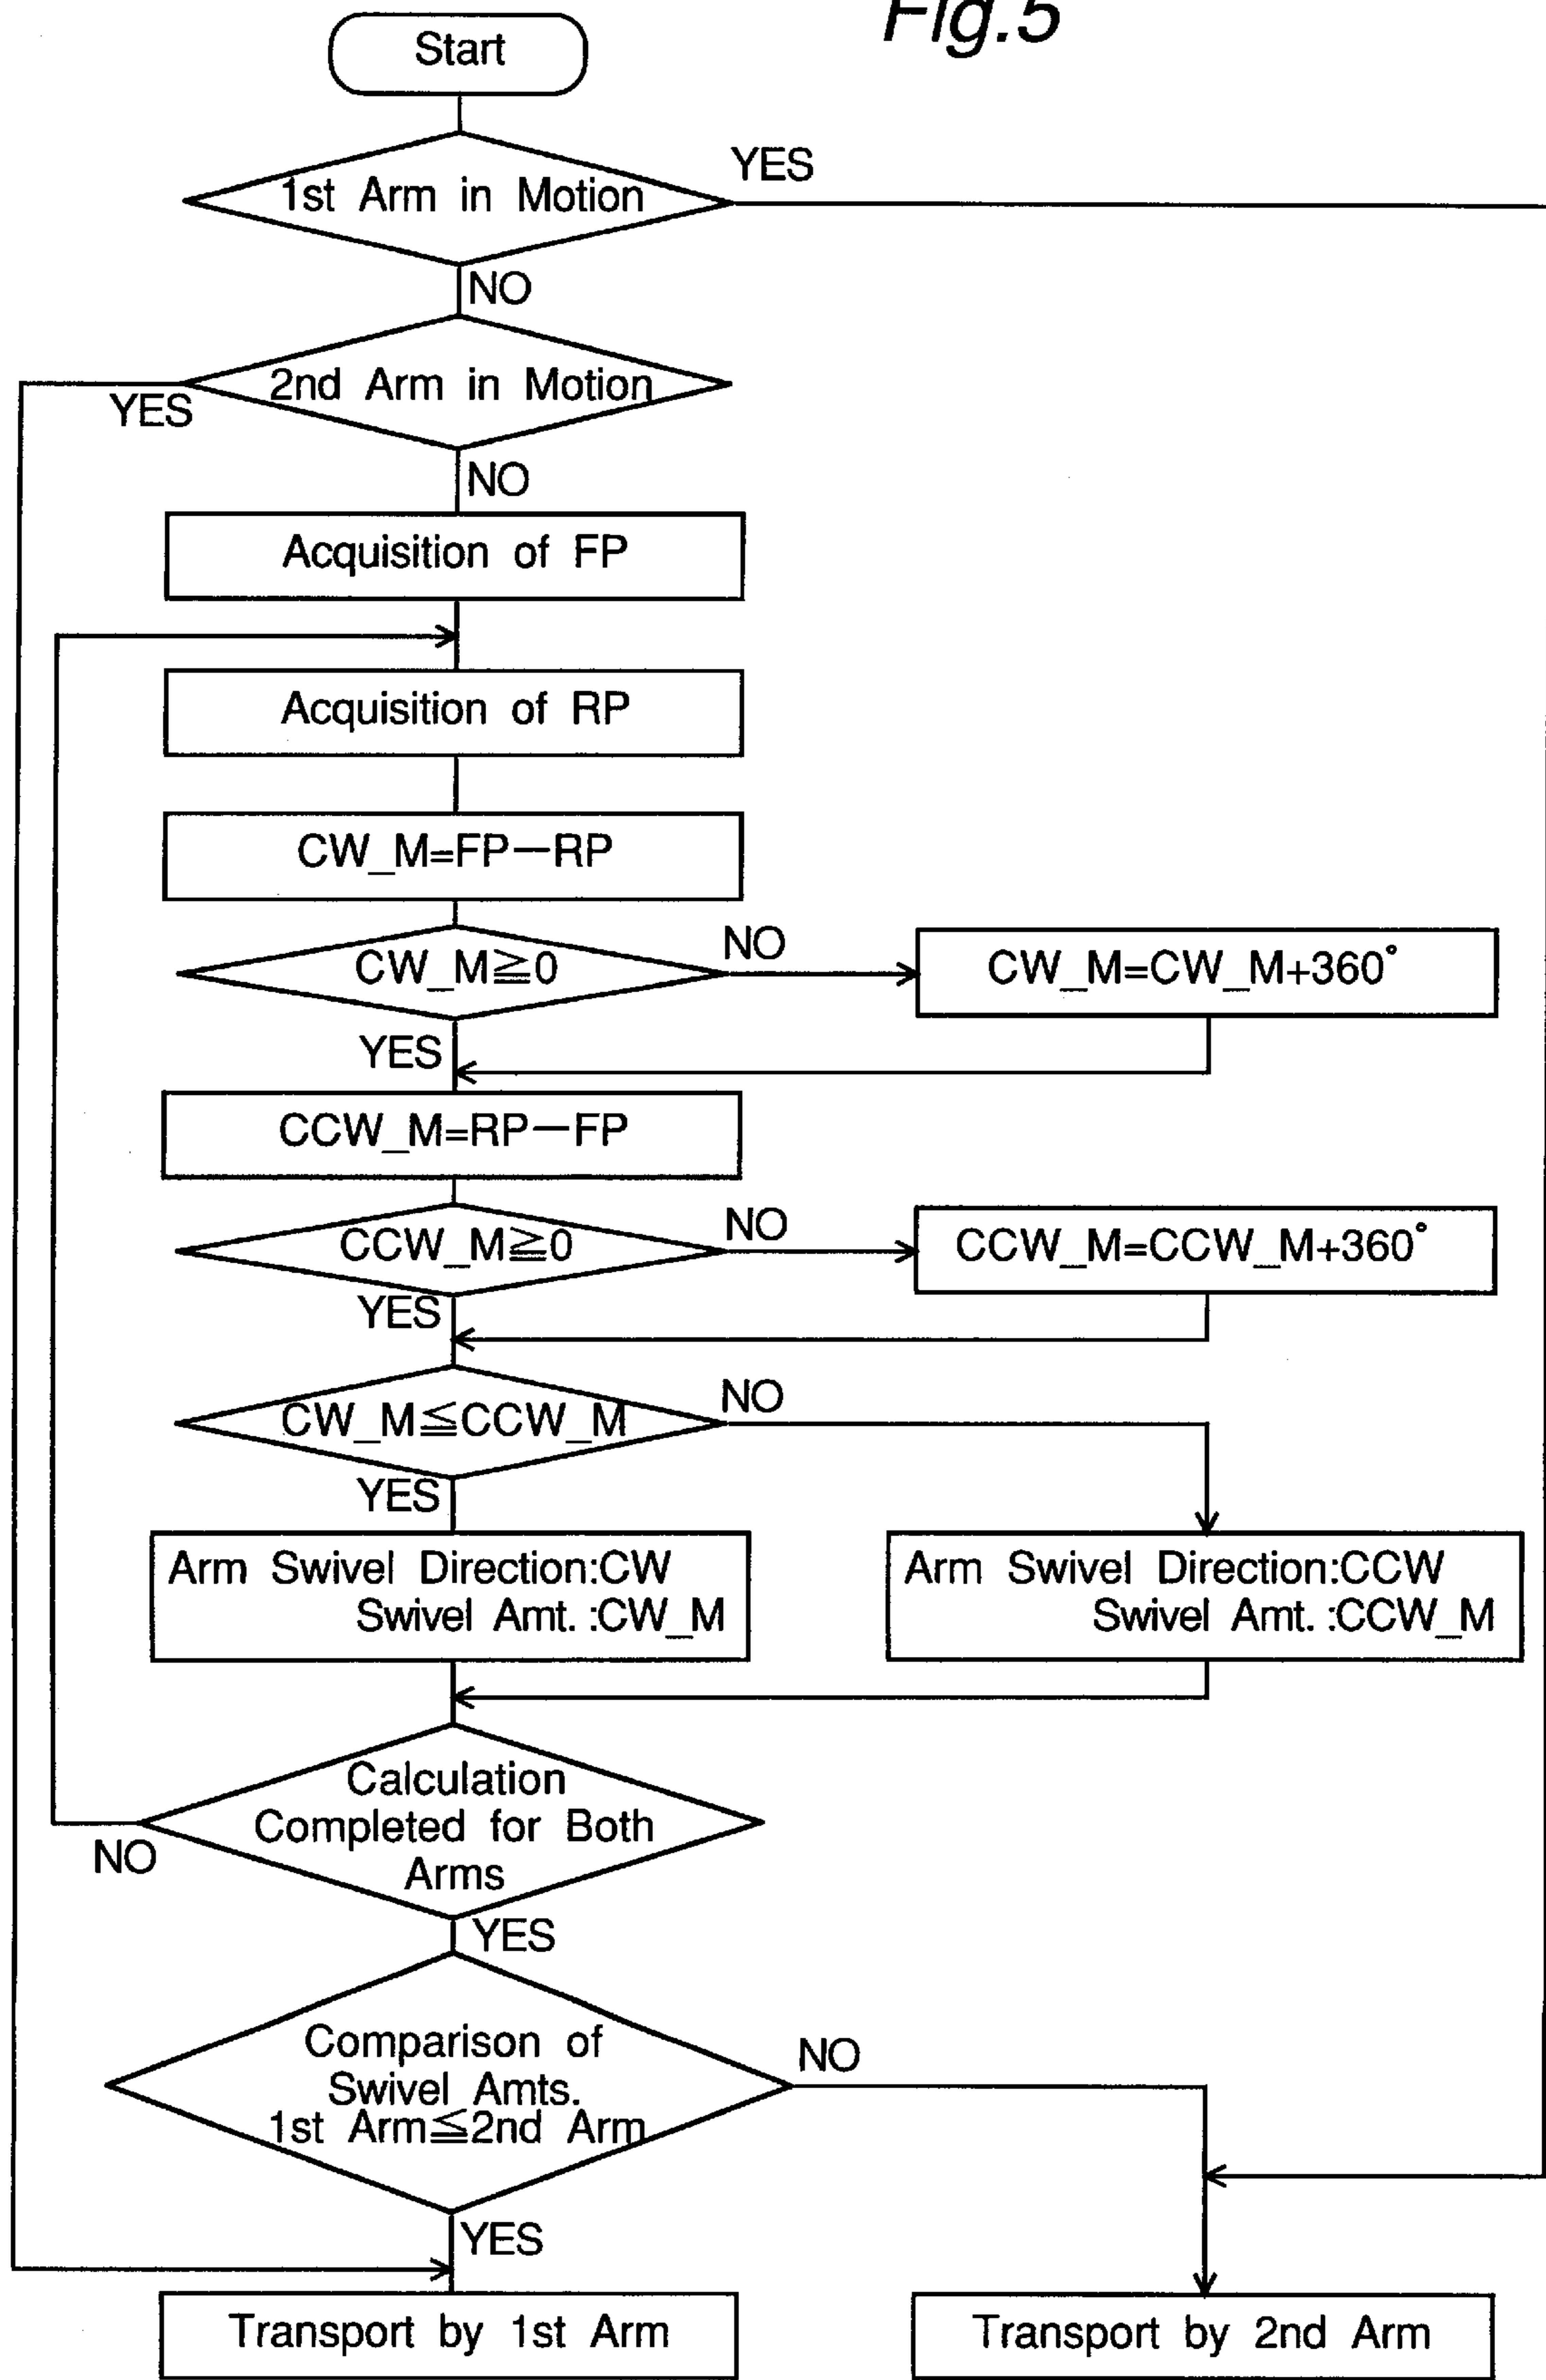 Fig.5
Start
1st Arm in Motion
YES
NO
2nd Arm in Motion
YES
NO
Acquisition of FP
Acquisition of RP
CW_M=FP−RP
CW_M≧0
NO
CW_M=CW_M+360°
YES
CCW_M=RP−FP
CCW_M≧0
NO
CCW_M=CCW_M+360°
YES
CW_M≦CCW_M
NO
YES
Arm Swivel Direction:CW
Swivel Amt. :CW_M
Arm Swivel Direction:CCW
Swivel Amt. :CCW_M
Calculation
Completed for Both
Arms
NO
YES
Comparison of
Swivel Amts.
1st Arm≦2nd Arm
NO
YES
Transport by 1st Arm
Transport by 2nd Arm